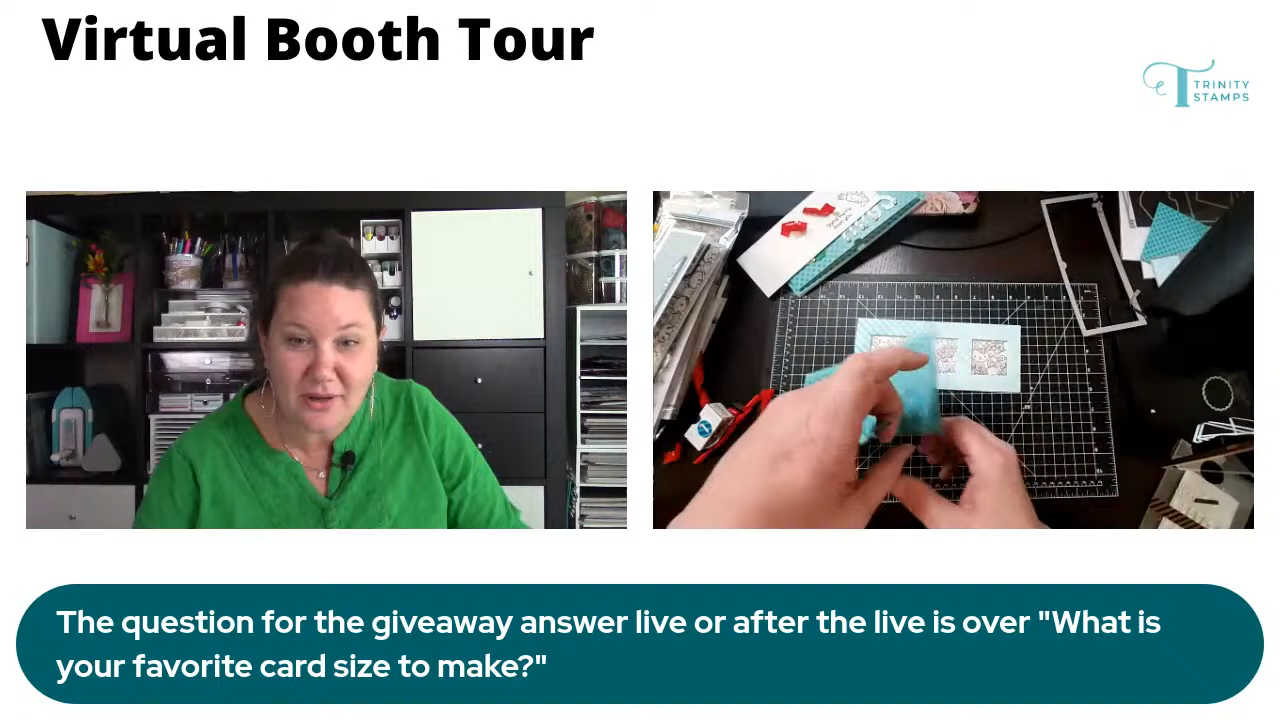 Virtual Booth Tour
TRINITY
STAMPS
The question for the giveaway answer live or after the live is over "What is
your favorite card size to make?"